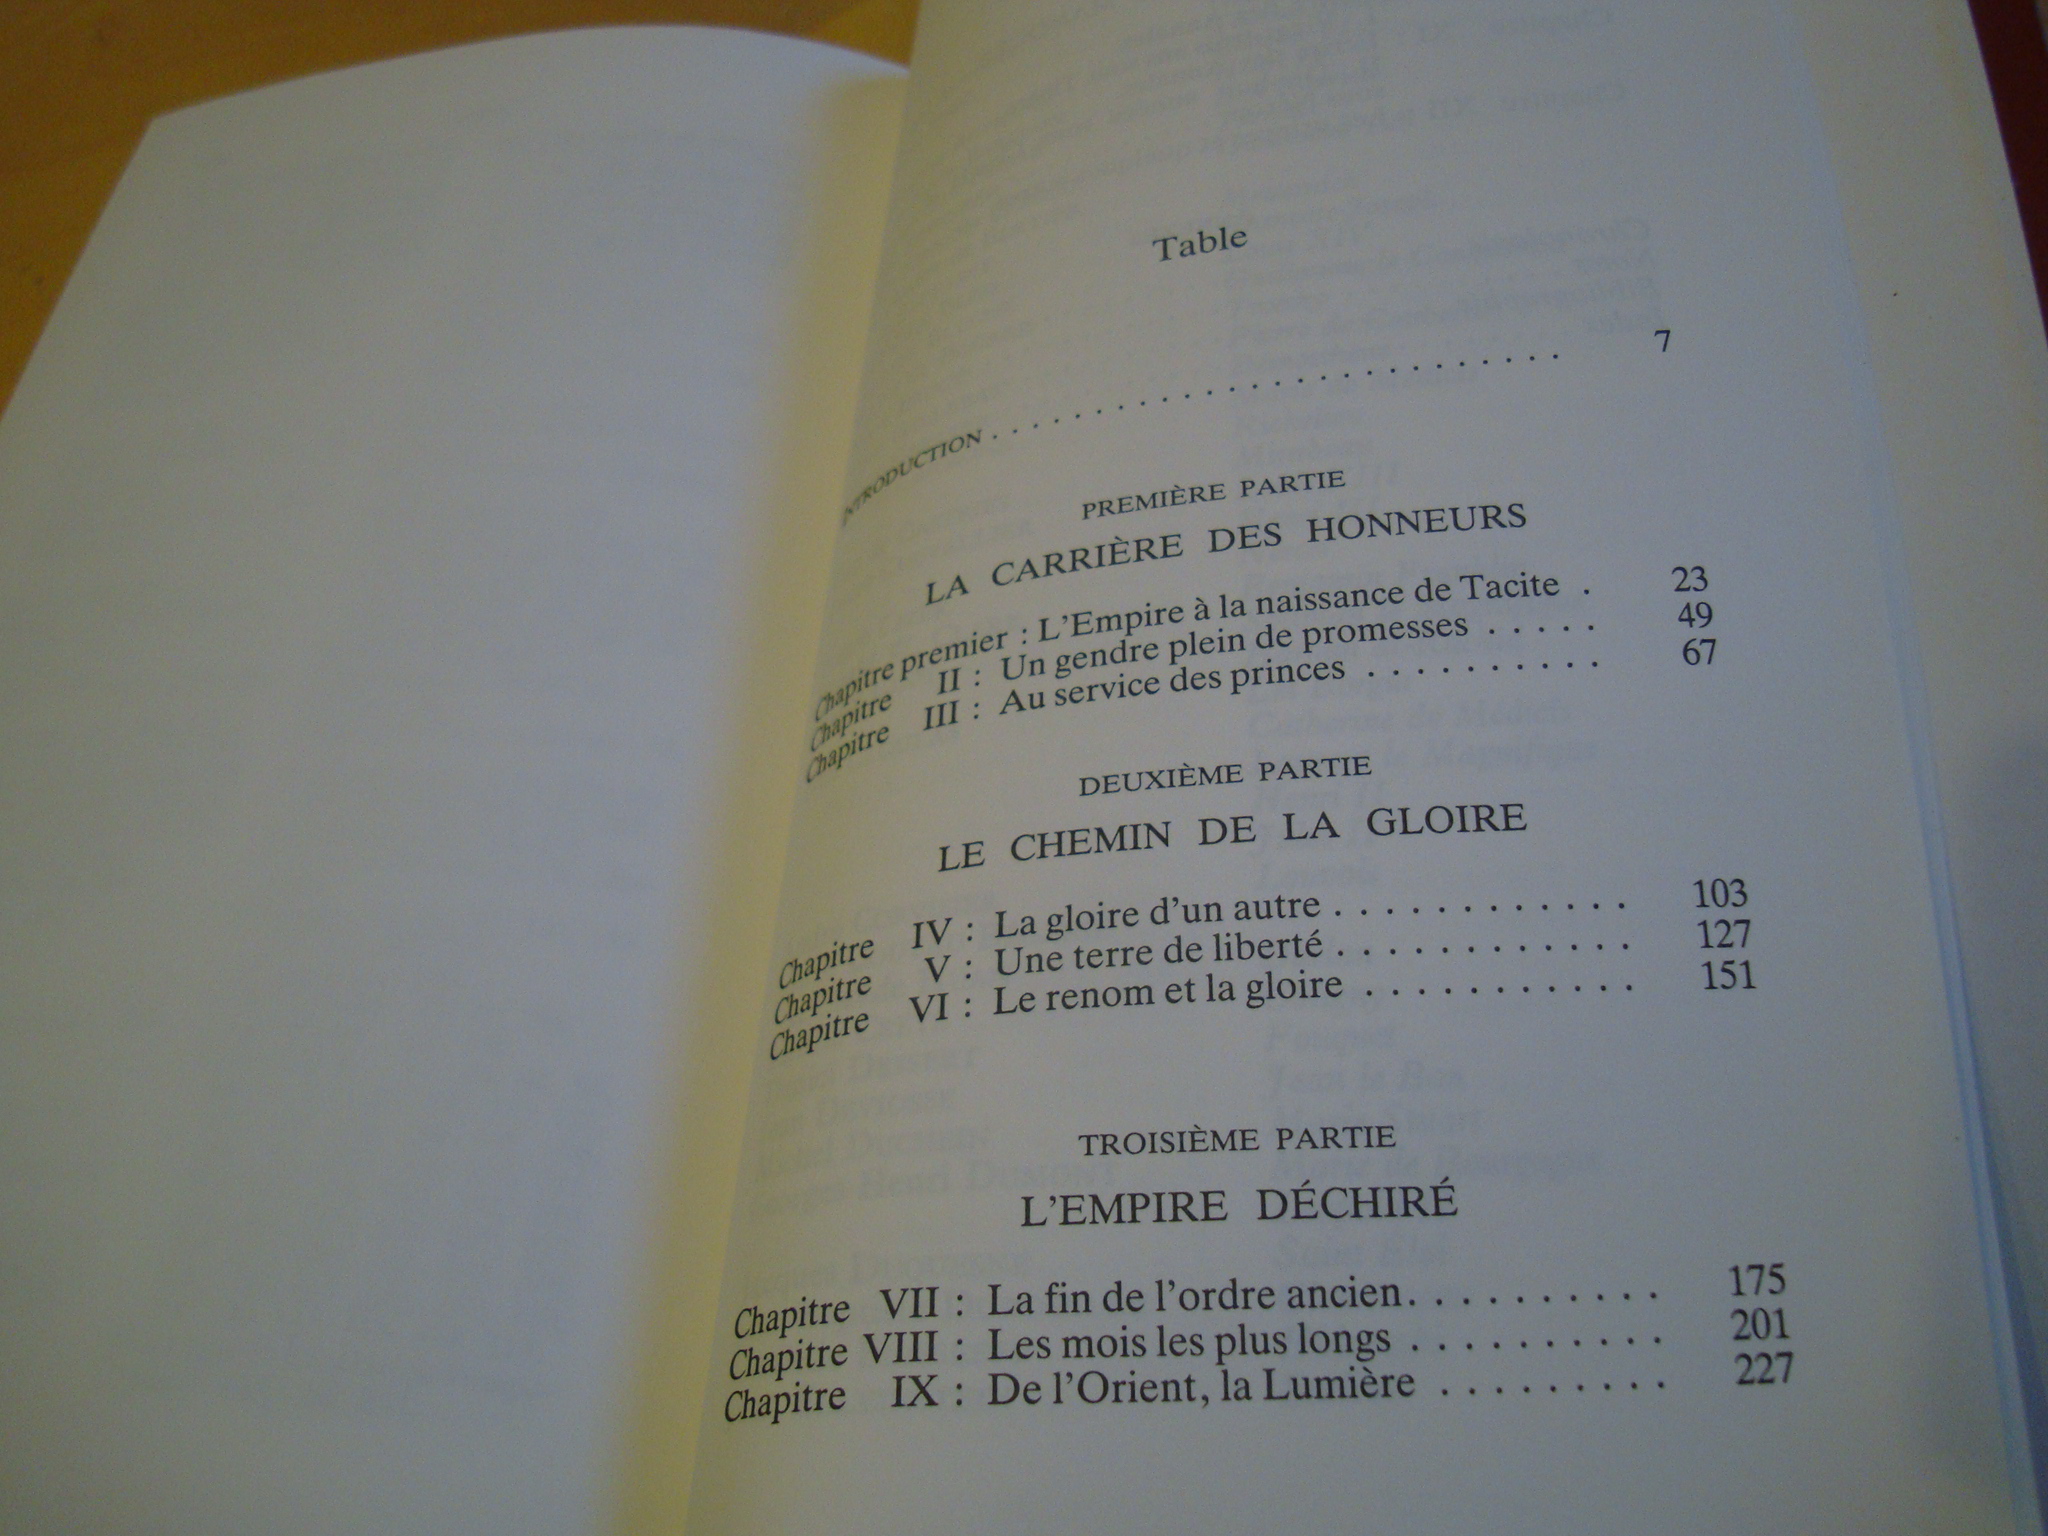 Table
INTRODUCTION . . . . . . . . . . . . . . . . . . . . . . . . . . 7
PREMIÈRE PARTIE
LA CARRIÈRE DES HONNEURS
Chapitre premier : L'Empire à la naissance de Tacite . 23
Chapitre II : Un gendre plein de promesses . . . . . 49
Chapitre III : Au service des princes . . . . . . . . . . 67
DEUXIÈME PARTIE
LE CHEMIN DE LA GLOIRE
Chapitre IV : La gloire d'un autre . . . . . . . . . . . . 103
Chapitre V : Une terre de liberté . . . . . . . . . . . . 127
Chapitre VI : Le renom et la gloire . . . . . . . . . . . 151
TROISIÈME PARTIE
L'EMPIRE DÉCHIRÉ
Chapitre VII : La fin de l'ordre ancien . . . . . . . . . . 175
Chapitre VIII : Les mois les plus longs . . . . . . . . . . 201
Chapitre IX : De l'Orient, la Lumière . . . . . . . . . 227